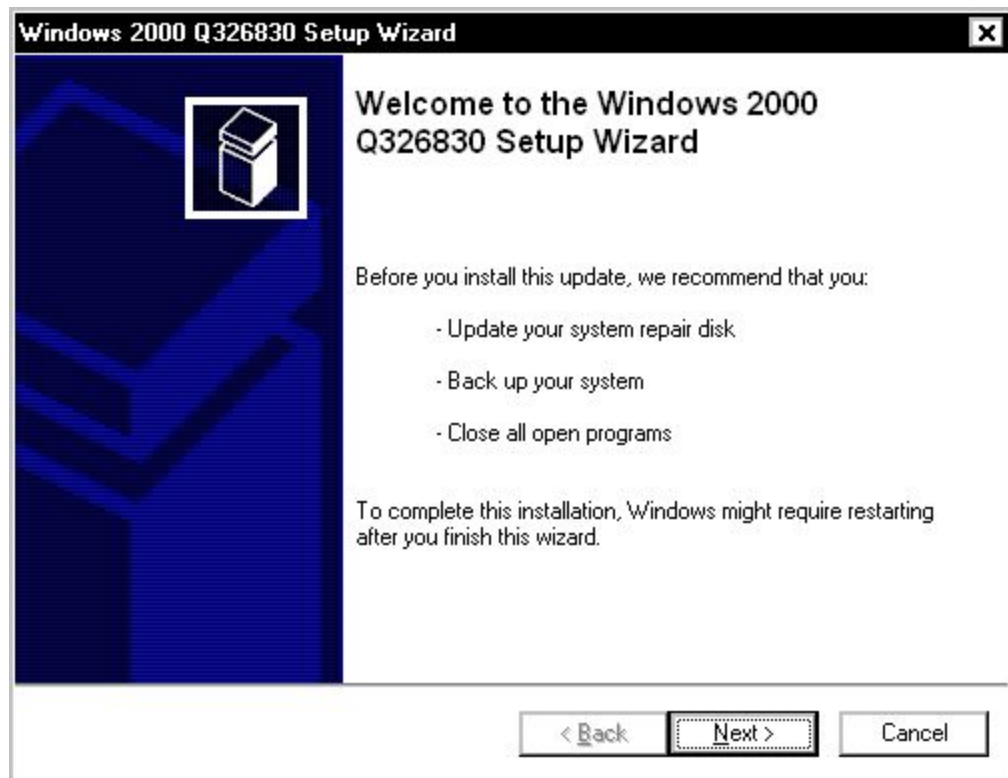 Windows 2000 Q326830 Setup Wizard
Welcome to the Windows 2000
Q326830 Setup Wizard
Before you install this update, we recommend that you:
- Update your system repair disk
- Back up your system
- Close all open programs
To complete this installation, Windows might require restarting
after you finish this wizard.
< Back
Next >
Cancel